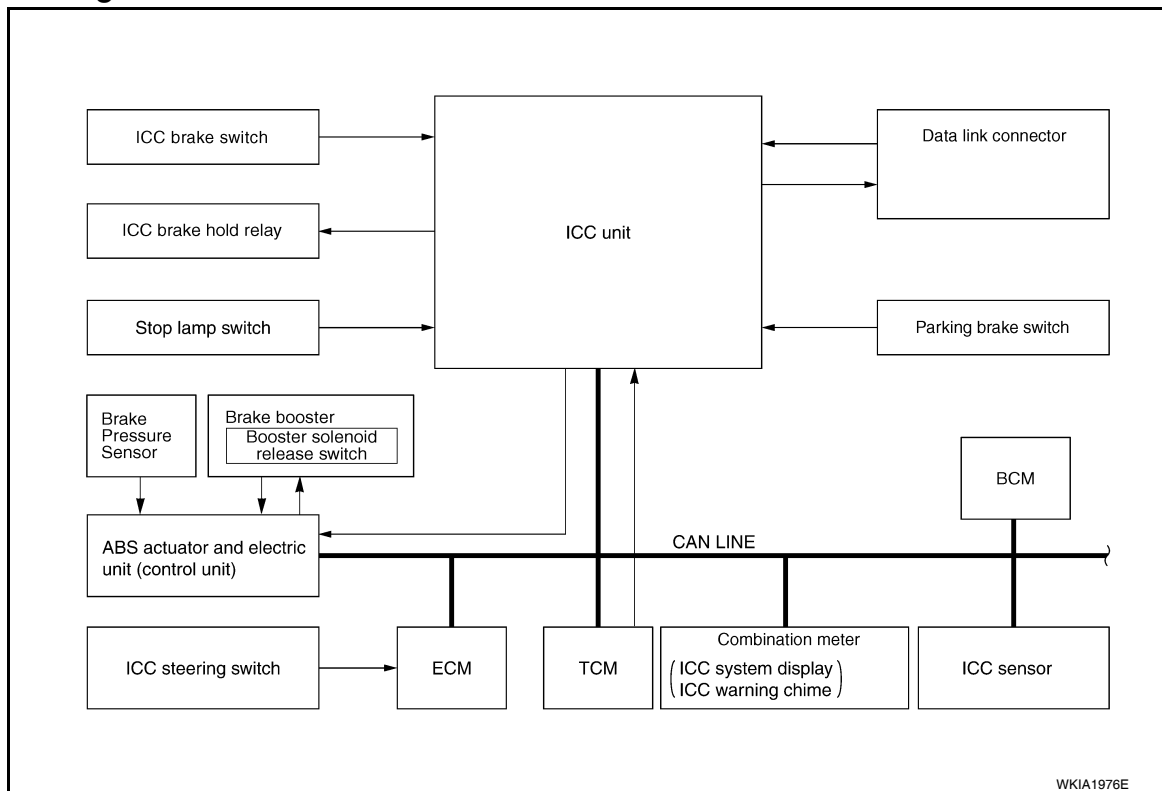 ICC brake switch
Data link connector
ICC brake hold relay
ICC unit
Stop lamp switch
Parking brake switch
Brake
Pressure
Sensor
Brake booster
Booster solenoid
release switch
BCM
ABS actuator and electric
unit (control unit)
CAN LINE
ICC steering switch
ECM
TCM
Combination meter
(ICC system display
ICC warning chime)
ICC sensor
WKIA1976E